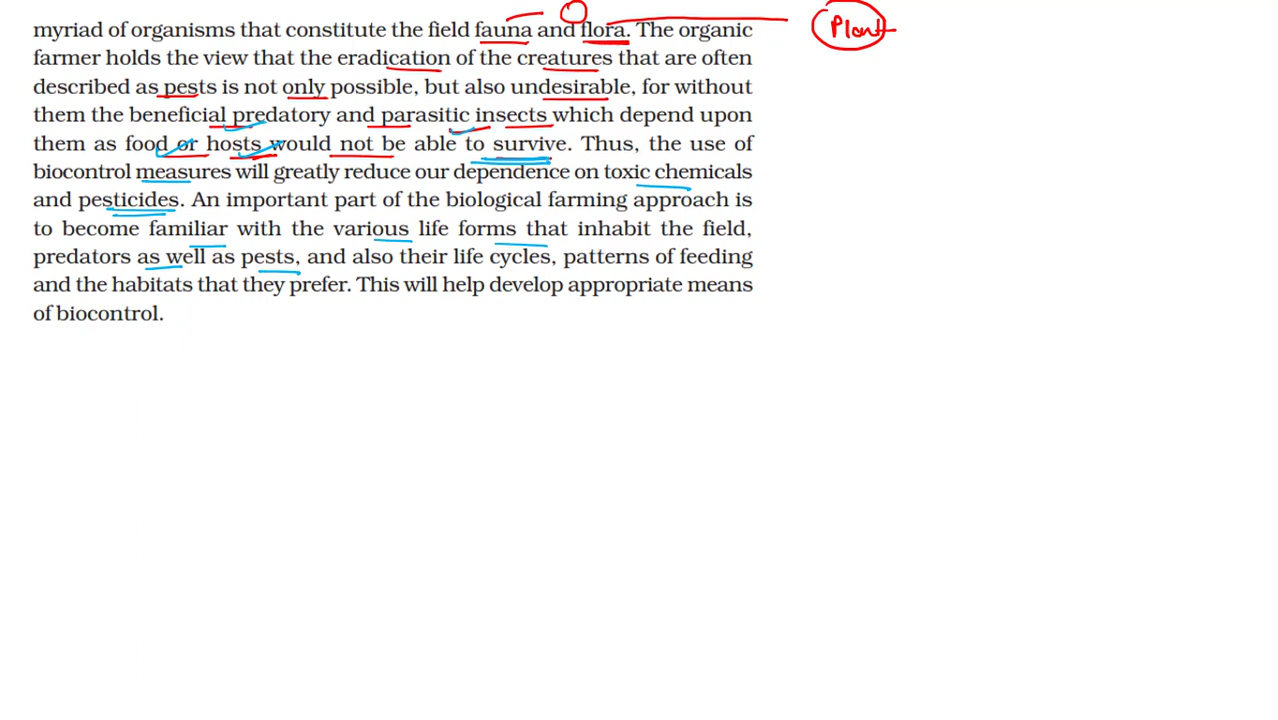 myriad of organisms that constitute the field fauna and flora. The organic
Plant
farmer holds the view that the eradication of the creatures that are often
described as pests is not only possible, but also undesirable, for without
them the beneficial predatory and parasitic insects which depend upon
them as food or hosts would not be able to survive. Thus, the use of
biocontrol measures will greatly reduce our dependence on toxic chemicals
and pesticides. An important part of the biological farming approach is
to become familiar with the various life forms that inhabit the field,
predators as well as pests, and also their life cycles, patterns of feeding
and the habitats that they prefer. This will help develop appropriate means
of biocontrol.